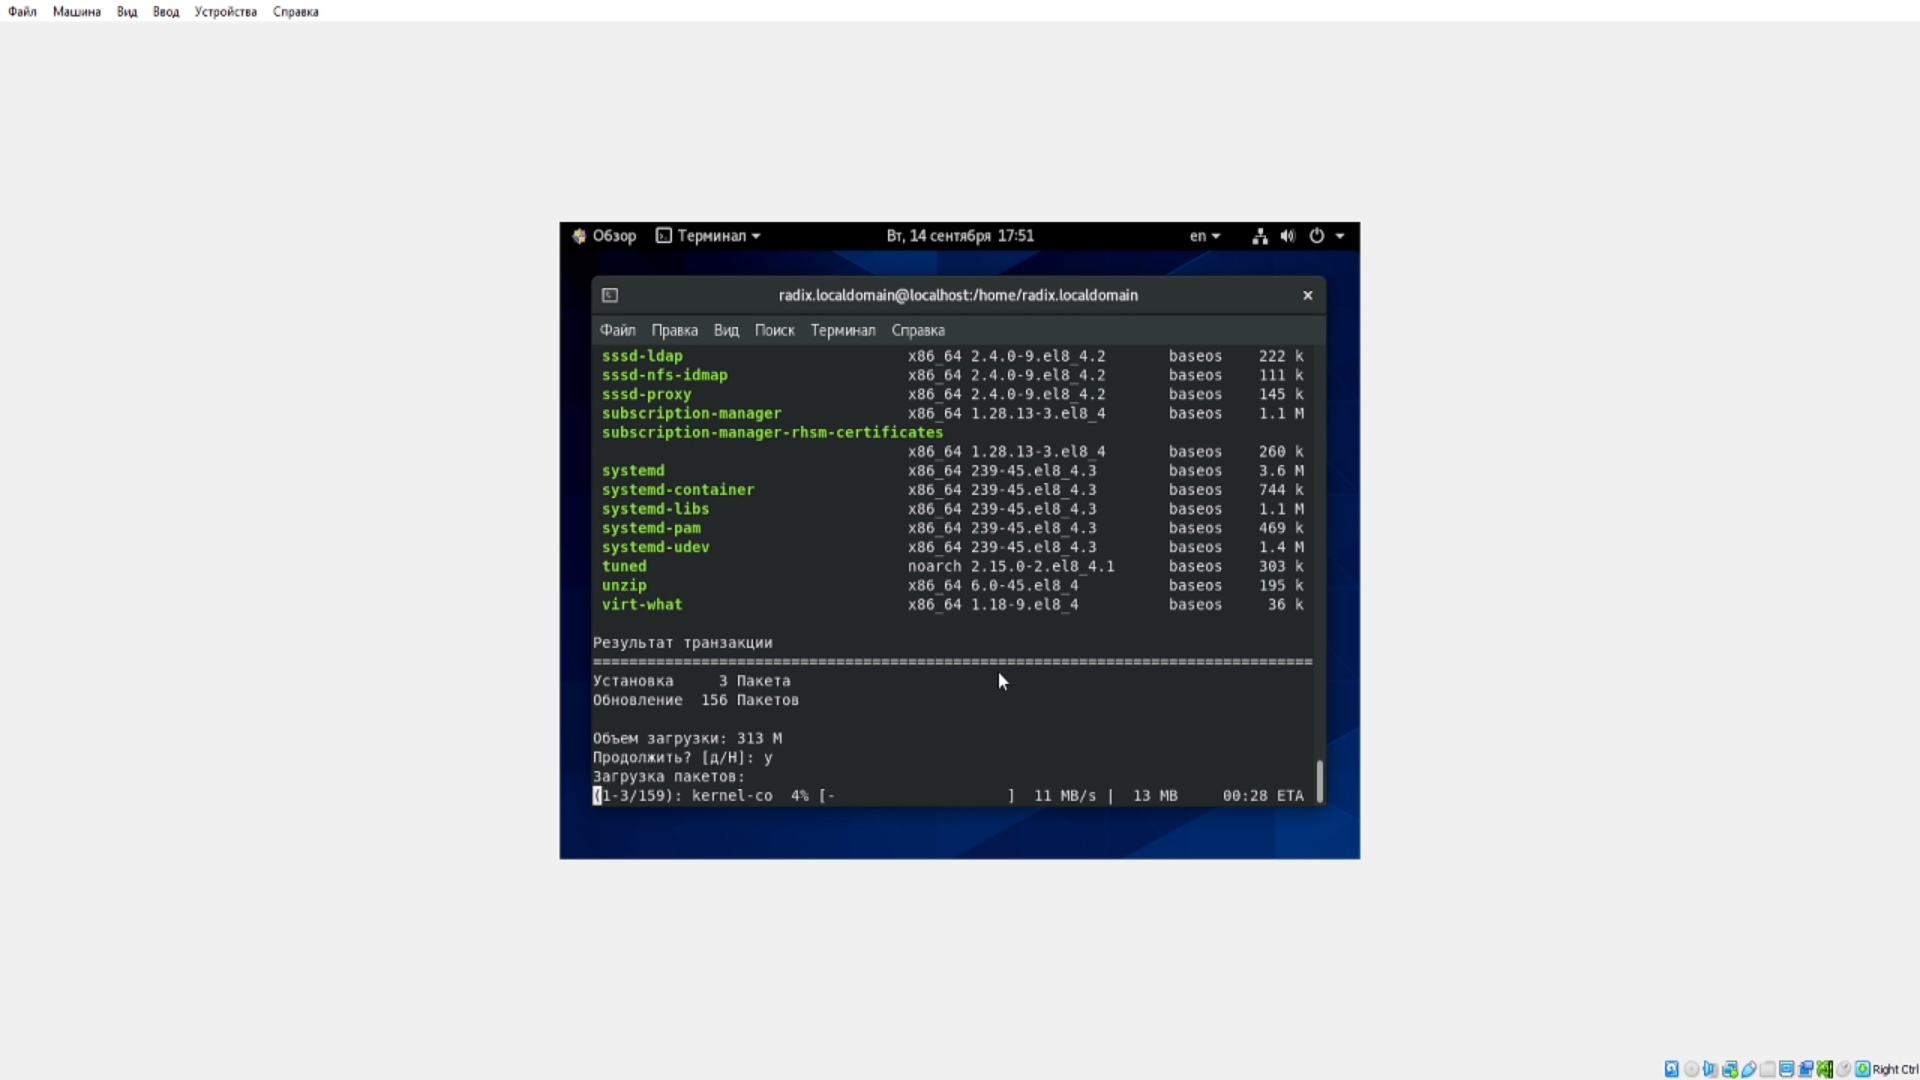 Файл Машина Вид Ввод Устройства Справка
Обзор Терминал Вт, 14 сентября 17:51 en
radix.localdomain@localhost:/home/radix.localdomain ×
Файл Правка Вид Поиск Терминал Справка
sssd-ldap x86_64 2.4.0-9.el8_4.2 baseos 222 k
sssd-nfs-idmap x86_64 2.4.0-9.el8_4.2 baseos 111 k
sssd-proxy x86_64 2.4.0-9.el8_4.2 baseos 145 k
subscription-manager x86_64 1.28.13-3.el8_4 baseos 1.1 M
subscription-manager-rhsm-certificates
x86_64 1.28.13-3.el8_4 baseos 260 k
systemd x86_64 239-45.el8_4.3 baseos 3.6 M
systemd-container x86_64 239-45.el8_4.3 baseos 744 k
systemd-libs x86_64 239-45.el8_4.3 baseos 1.1 M
systemd-pam x86_64 239-45.el8_4.3 baseos 469 k
systemd-udev x86_64 239-45.el8_4.3 baseos 1.4 M
tuned noarch 2.15.0-2.el8_4.1 baseos 303 k
unzip x86_64 6.0-45.el8_4 baseos 195 k
virt-what x86_64 1.18-9.el8_4 baseos 36 k
Результат транзакции
================================================================================
Установка 3 Пакета
Обновление 156 Пакетов
Объем загрузки: 313 M
Продолжить? [д/Н]: y
Загрузка пакетов:
(1-3/159): kernel-co 4% [- ] 11 MB/s | 13 MB 00:28 ETA
Right Ctrl